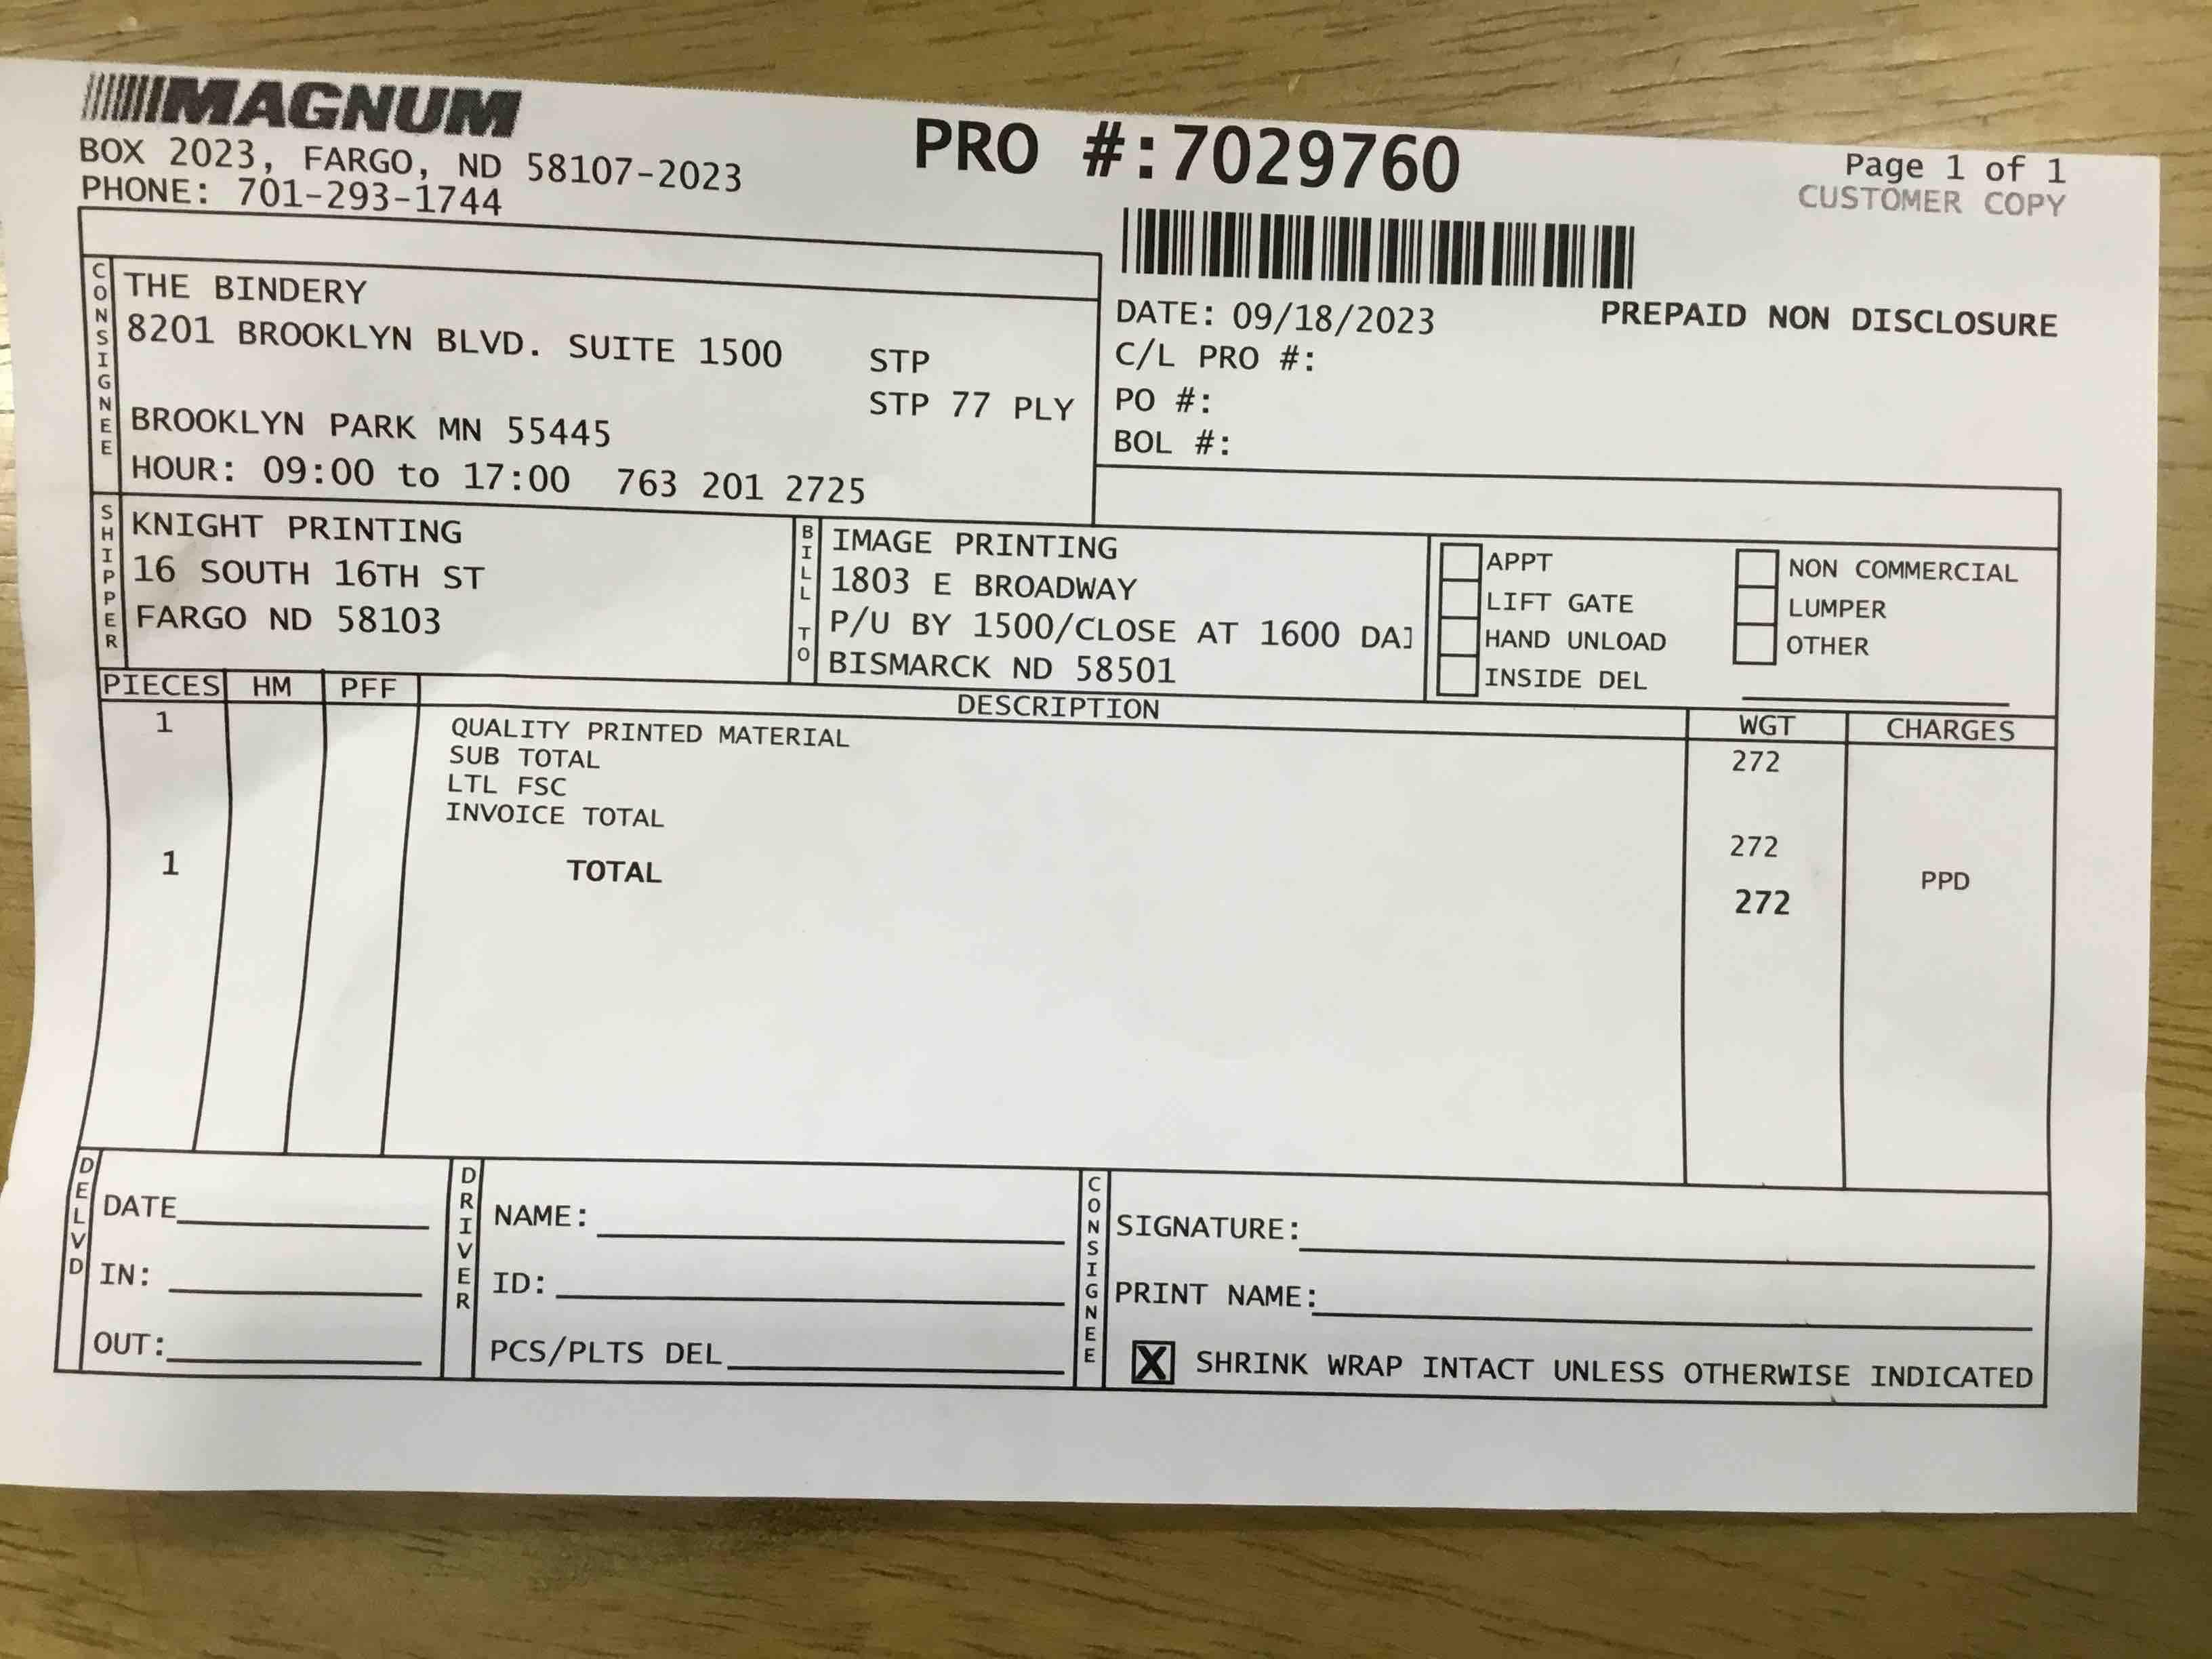 MAGNUM
BOX 2023, FARGO, ND 58107-2023
PHONE: 701-293-1744
PRO #:7029760
Page 1 of 1
CUSTOMER COPY
DATE: 09/18/2023
PREPAID NON DISCLOSURE
C/L PRO #:
PO #:
BOL #:
CONSIGNEE
THE BINDERY
8201 BROOKLYN BLVD. SUITE 1500 STP
STP 77 PLY
BROOKLYN PARK MN 55445
HOUR: 09:00 to 17:00 763 201 2725
SHIPPER
KNIGHT PRINTING
16 SOUTH 16TH ST
FARGO ND 58103
BILL TO
IMAGE PRINTING
1803 E BROADWAY
P/U BY 1500/CLOSE AT 1600
BISMARCK ND 58501
APPT
LIFT GATE
HAND UNLOAD
INSIDE DEL
NON COMMERCIAL
LUMPER
OTHER
PIECES HM PFF DESCRIPTION WGT CHARGES
1 QUALITY PRINTED MATERIAL 272
SUB TOTAL
LTL FSC
INVOICE TOTAL 272
1 TOTAL 272 PPD
DELVD
DATE
IN:
OUT:
DRIVER
NAME:
ID:
PCS/PLTS DEL
CONSIGNEE
SIGNATURE:
PRINT NAME:
X SHRINK WRAP INTACT UNLESS OTHERWISE INDICATED